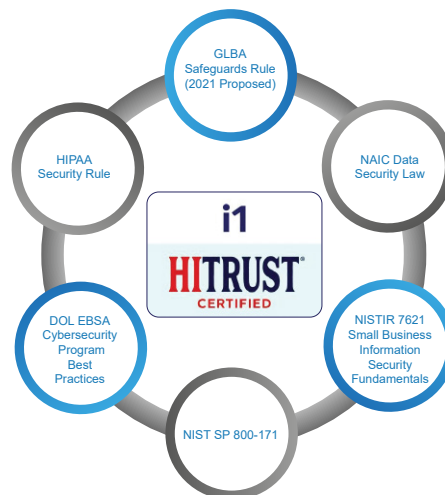 GLBA
Safeguards Rule
(2021 Proposed)
HIPAA
Security Rule
NAIC Data
Security Law
i1
HITRUST®
CERTIFIED
DOL EBSA
Cybersecurity
Program
Best
Practices
NISTIR 7621
Small Business
Information
Security
Fundamentals
NIST SP 800-171